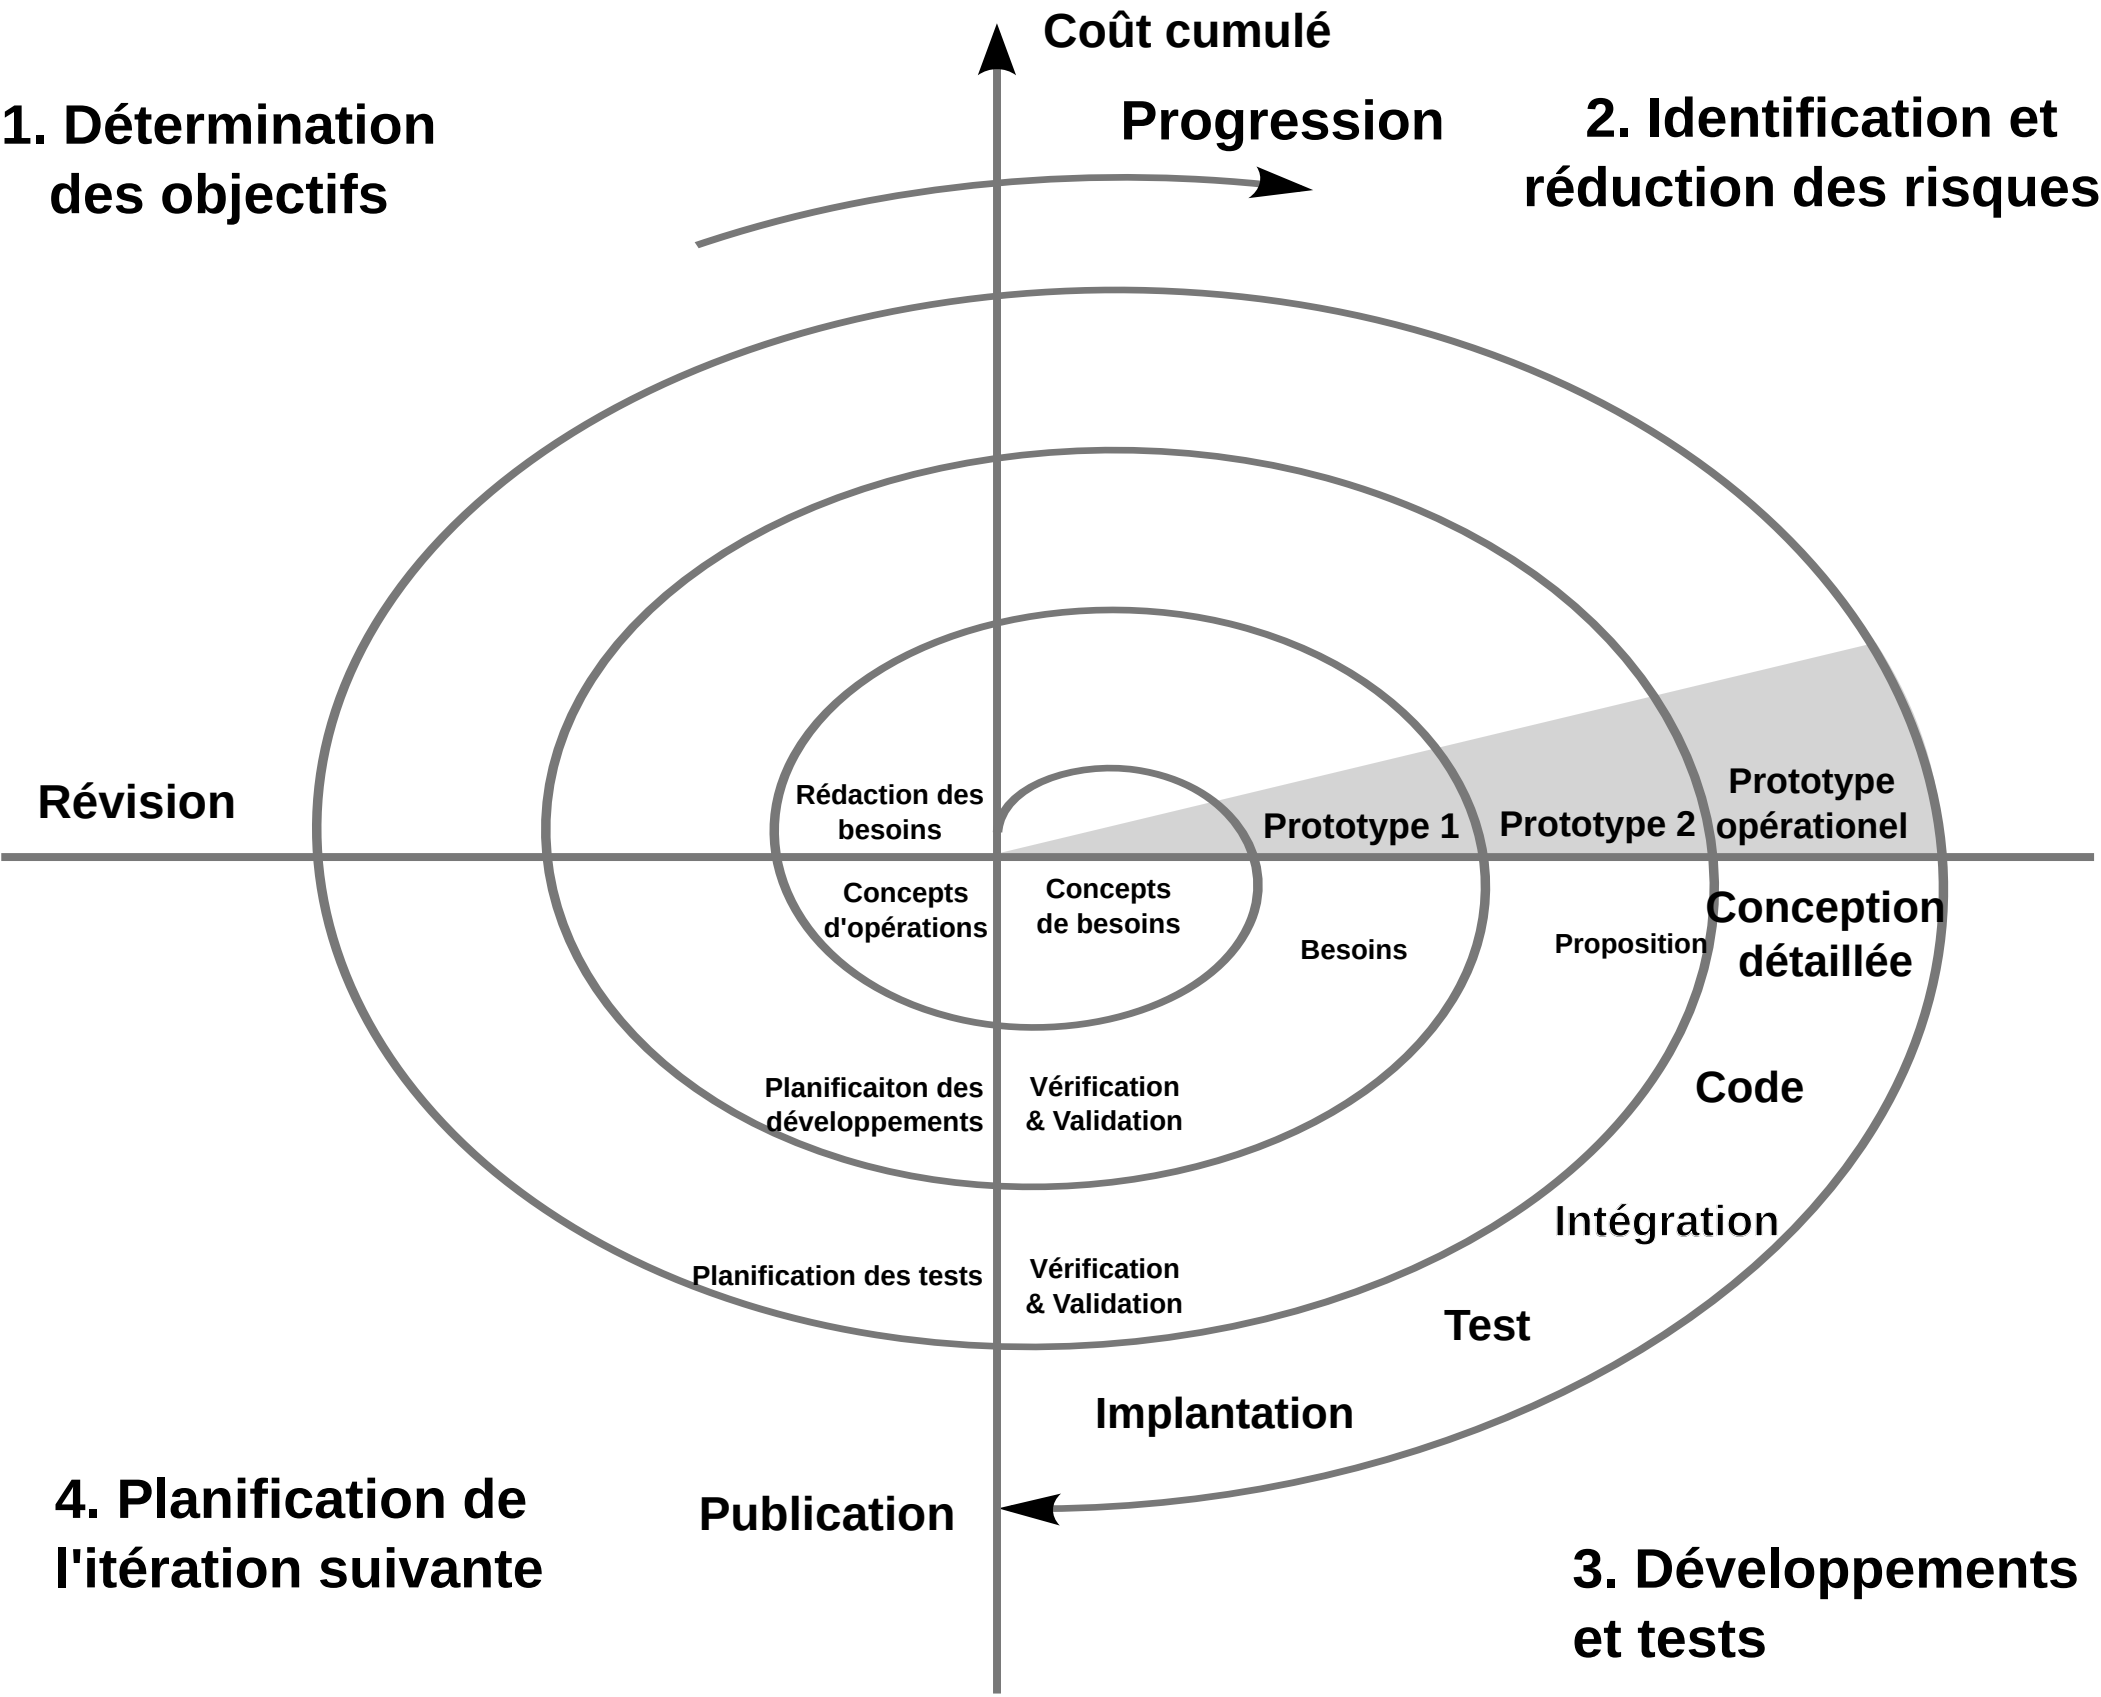 Coût cumulé
Progression
1. Détermination
des objectifs
2. Identification et
réduction des risques
Révision
Rédaction des
besoins
Prototype 1
Prototype 2
Prototype
opérationel
Concepts
d'opérations
Concepts
de besoins
Besoins
Proposition
Conception
détaillée
Planificaiton des
développements
Vérification
& Validation
Code
Intégration
Planification des tests
Vérification
& Validation
Test
Implantation
Publication
4. Planification de
l'itération suivante
3. Développements
et tests